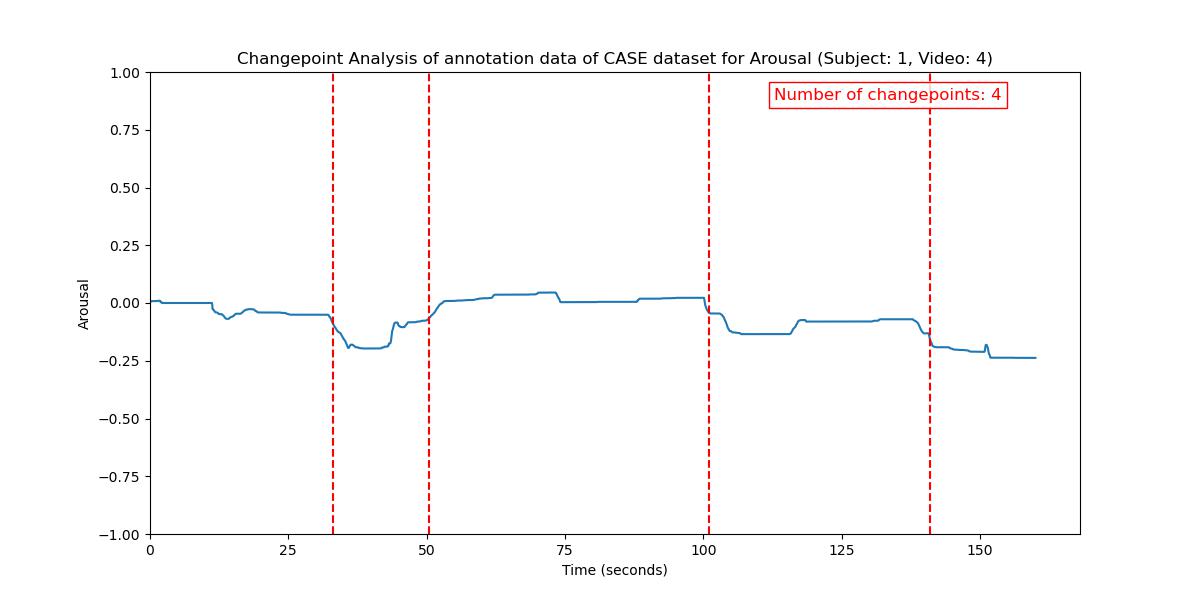 Changepoint Analysis of annotation data of CASE dataset for Arousal (Subject: 1, Video: 4)
Number of changepoints: 4
1.00
0.75
0.50
0.25
0.00
−0.25
−0.50
−0.75
−1.00
Arousal
0 25 50 75 100 125 150
Time (seconds)